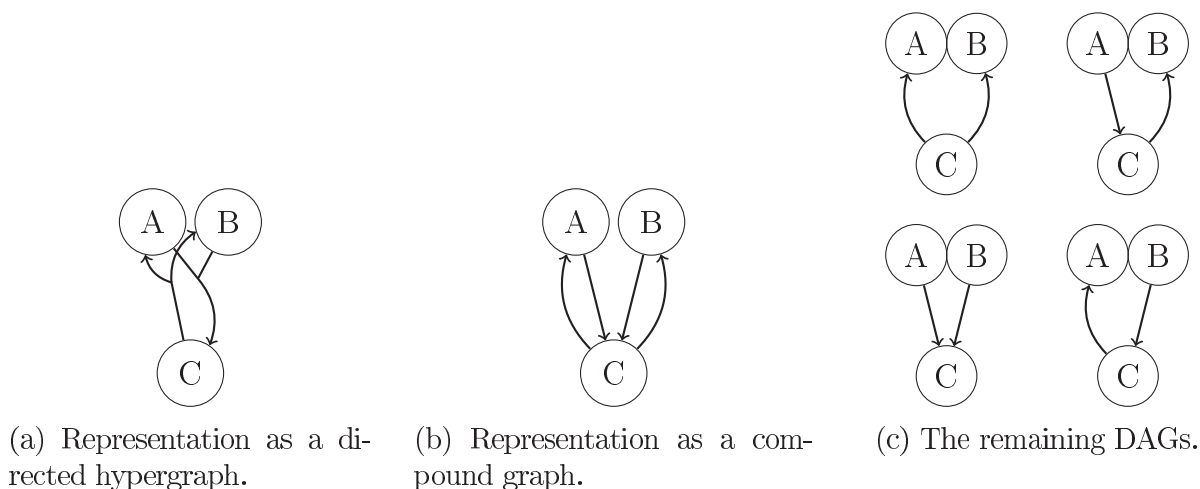 A B
C
(a) Representation as a di-
rected hypergraph.
A B
C
(b) Representation as a com-
pound graph.
A B
C
A B
C
A B
C
A B
C
(c) The remaining DAGs.